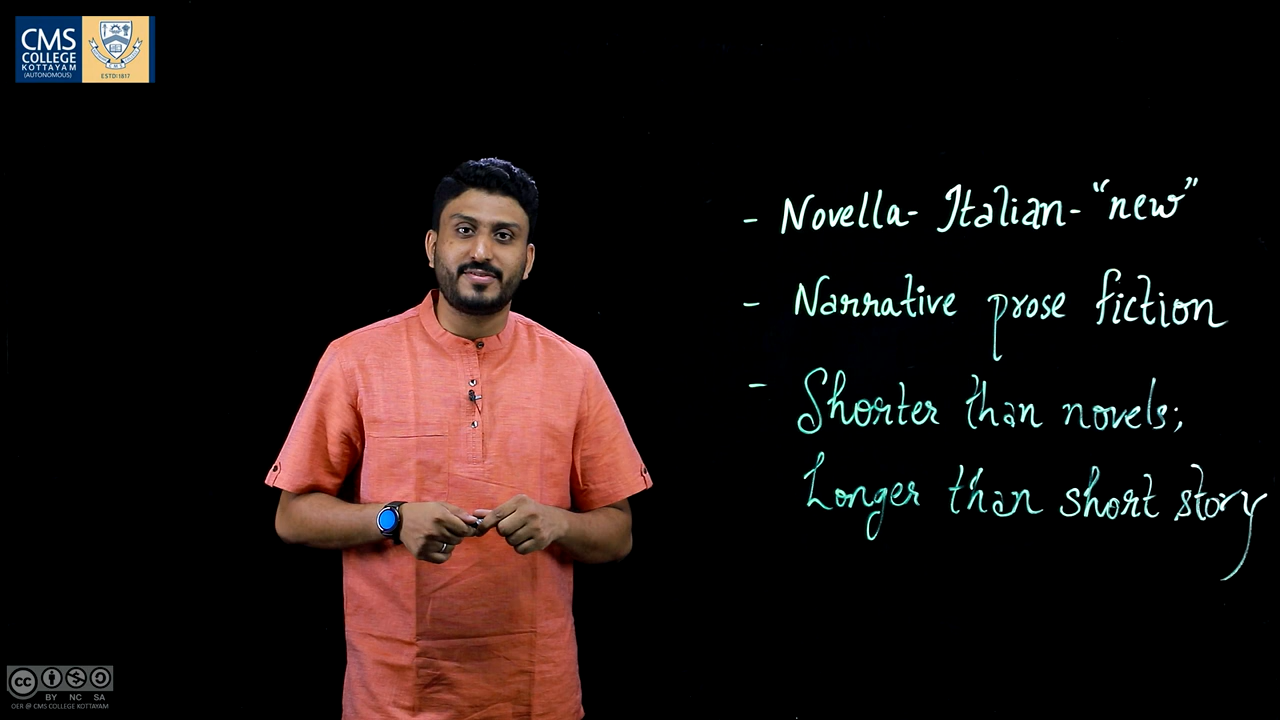 CMS
COLLEGE
KOTTAYAM
(AUTONOMOUS)
ESTD:1817
- Novella - Italian - “new”
- Narrative prose fiction
- Shorter than novels;
Longer than short story
cc
BY NC SA
OER @ CMS COLLEGE KOTTAYAM